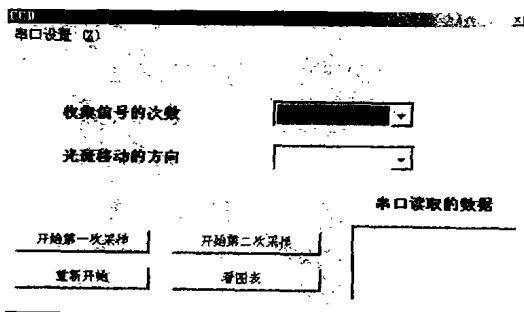 CCD
串口设置 (Z)
收集信号的次数
光斑移动的方向
串口读取的数据
开始第一次采样 开始第二次采样
重新开始 看图表